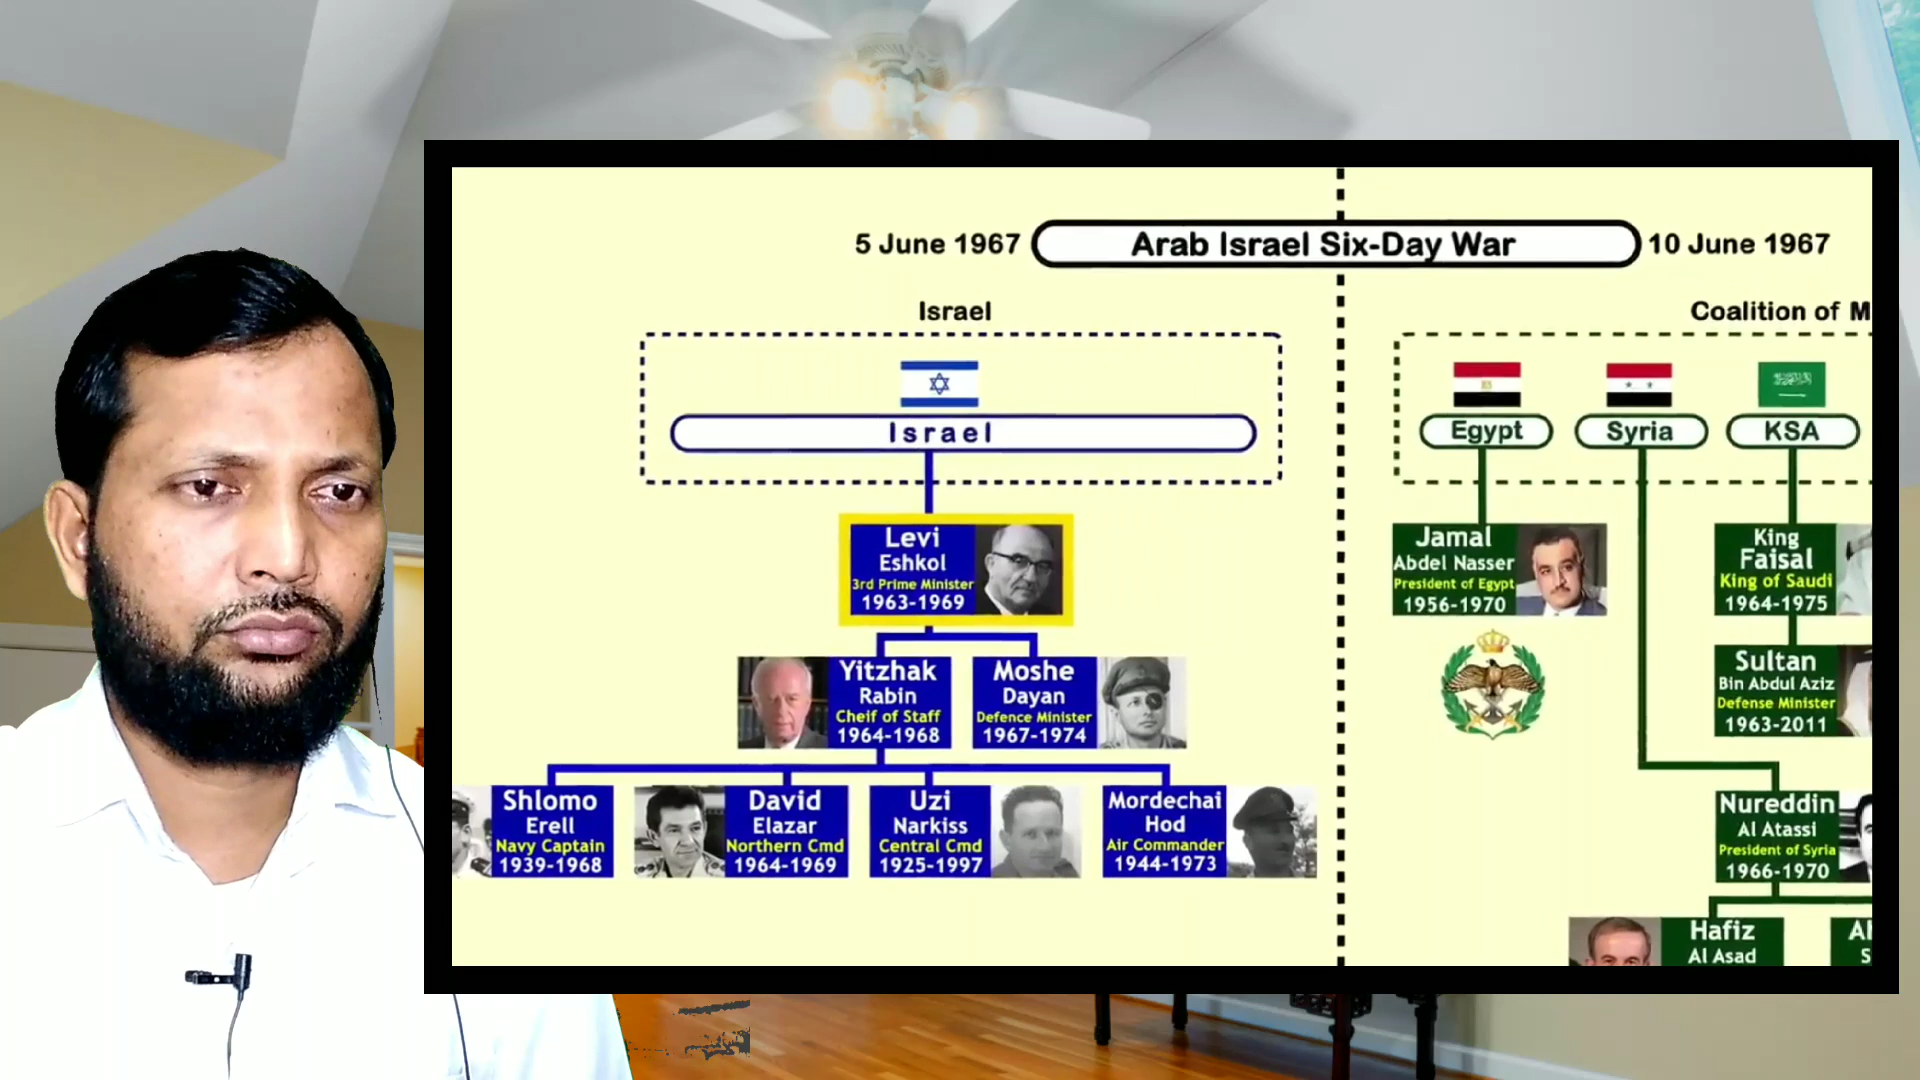 5 June 1967
Arab Israel Six-Day War
10 June 1967
Israel
Israel
Levi
Eshkol
3rd Prime Minister
1963-1969
Yitzhak
Rabin
Cheif of Staff
1964-1968
Moshe
Dayan
Defence Minister
1967-1974
Shlomo
Erell
Navy Captain
1939-1968
David
Elazar
Northern Cmd
1964-1969
Uzi
Narkiss
Central Cmd
1925-1997
Mordechai
Hod
Air Commander
1944-1973
Coalition of M
Egypt
Syria
KSA
Jamal
Abdel Nasser
President of Egypt
1956-1970
King
Faisal
King of Saudi
1964-1975
Sultan
Bin Abdul Aziz
Defense Minister
1963-2011
Nureddin
Al Atassi
President of Syria
1966-1970
Hafiz
Al Asad